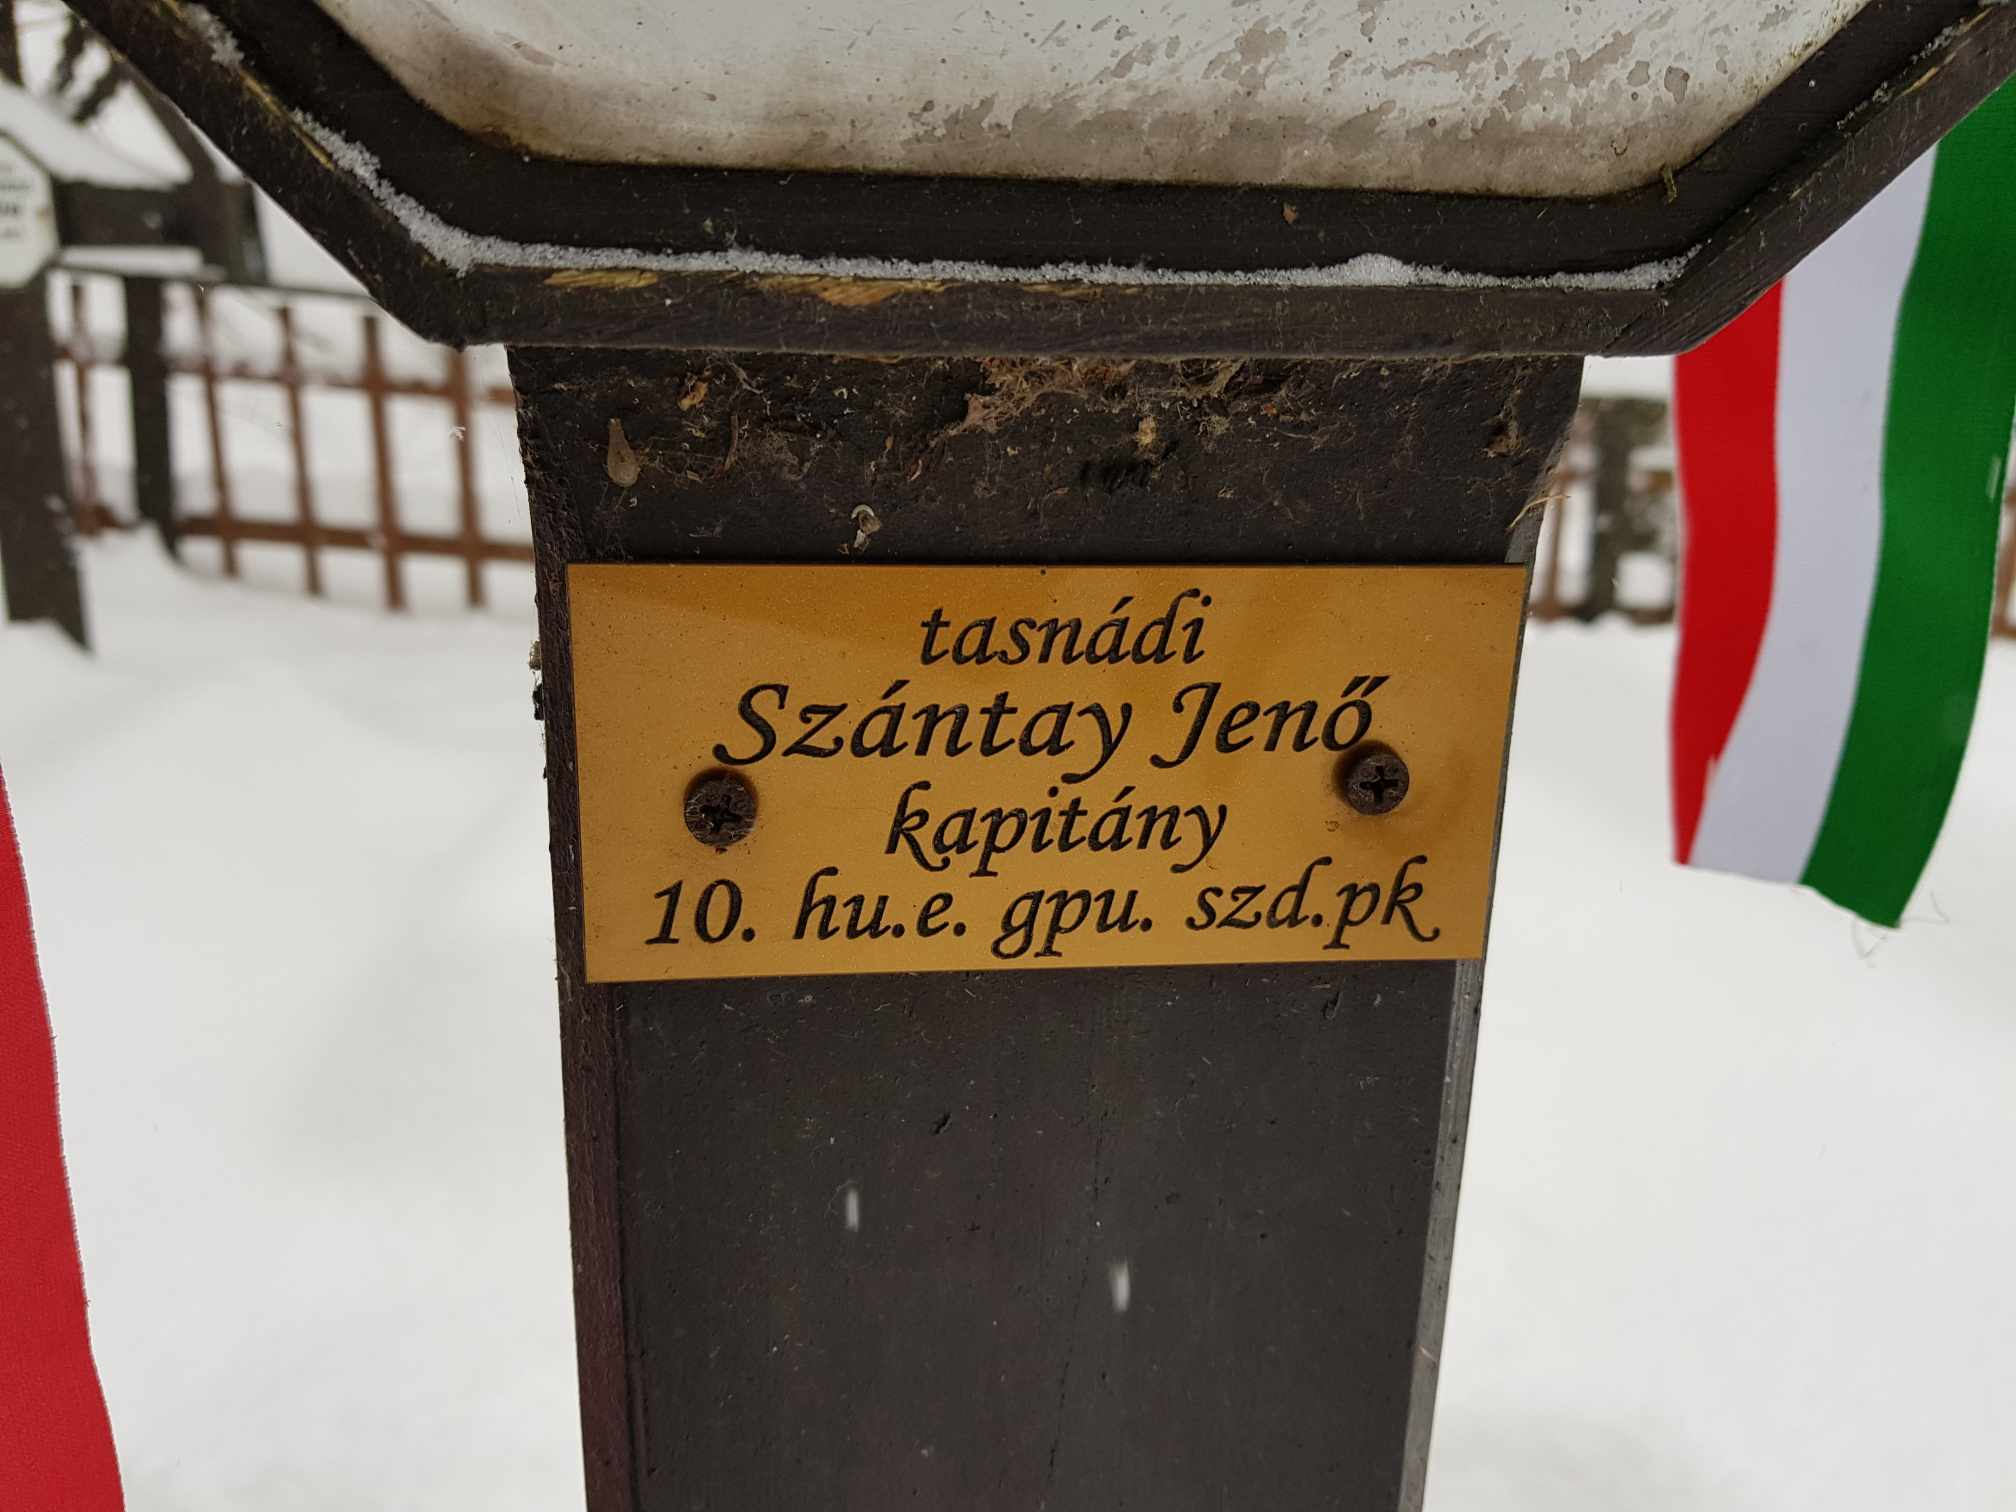 tasnádi
Szántay Jenő
kapitány
10. hu.e. gpu. szd.pk